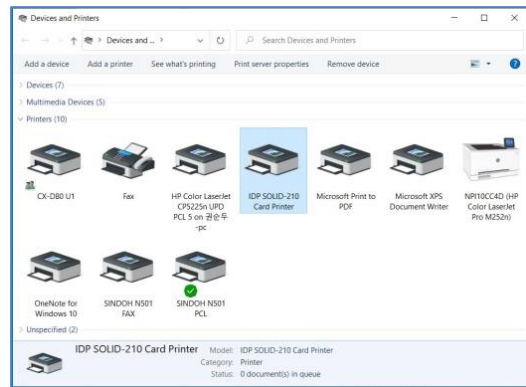 Devices and Printers
Devices and ...
Search Devices and Printers
Add a device
Add a printer
See what's printing
Print server properties
Remove device
Devices (7)
Multimedia Devices (5)
Printers (10)
CX-D80 U1
Fax
HP Color LaserJet
CP5225n UPD
PCL 5 on 권순두
-pc
IDP SOLID-210
Card Printer
Microsoft Print to
PDF
Microsoft XPS
Document Writer
NPI10CC4D (HP
Color LaserJet
Pro M252n)
OneNote for
Windows 10
SINDOH N501
FAX
SINDOH N501
PCL
Unspecified (2)
IDP SOLID-210 Card Printer
Model: IDP SOLID-210 Card Printer
Category: Printer
Status: 0 document(s) in queue